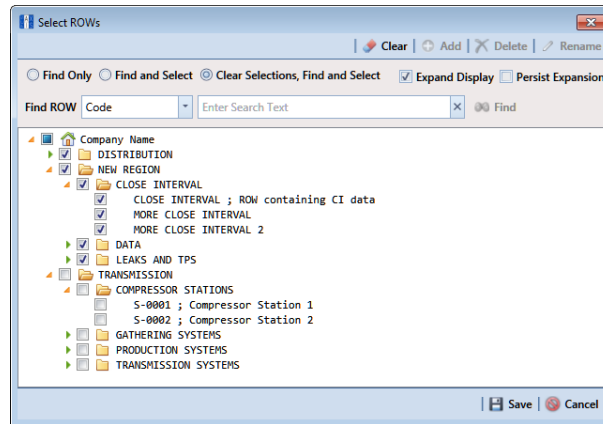 Select ROWs
Clear | Add | Delete | Rename
Find Only Find and Select Clear Selections, Find and Select Expand Display Persist Expansion
Find ROW Code Enter Search Text Find
Company Name
DISTRIBUTION
NEW REGION
CLOSE INTERVAL
CLOSE INTERVAL ; ROW containing CI data
MORE CLOSE INTERVAL
MORE CLOSE INTERVAL 2
DATA
LEAKS AND TPS
TRANSMISSION
COMPRESSOR STATIONS
S-0001 ; Compressor Station 1
S-0002 ; Compressor Station 2
GATHERING SYSTEMS
PRODUCTION SYSTEMS
TRANSMISSION SYSTEMS
Save | Cancel